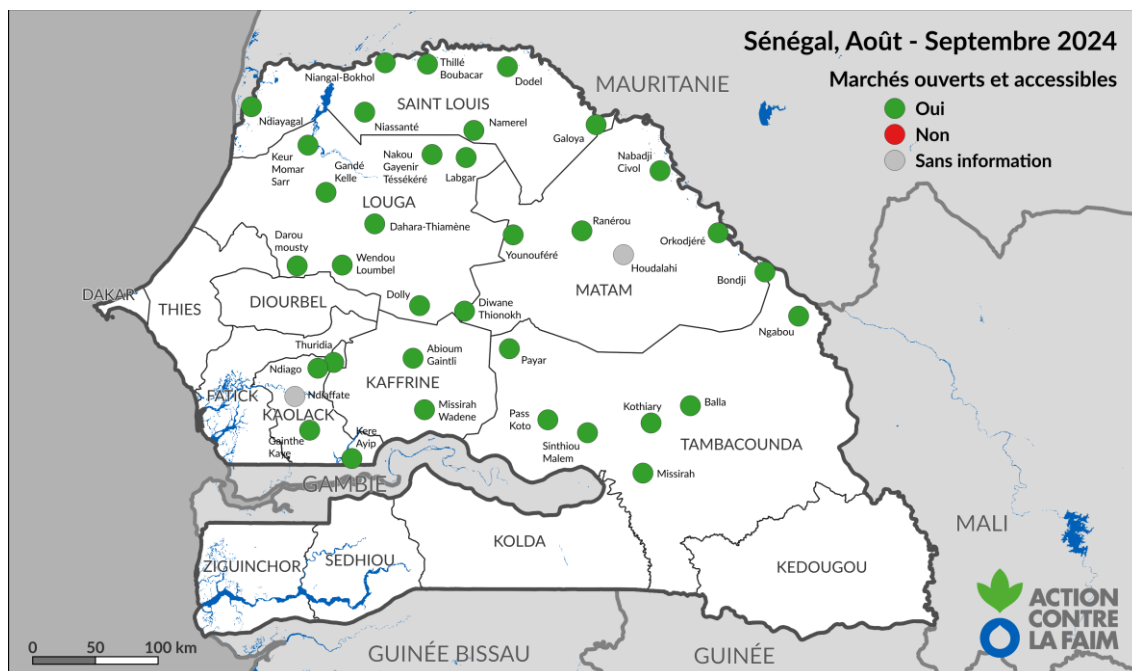 Sénégal, Août - Septembre 2024
Marchés ouverts et accessibles
Oui
Non
Sans information
MAURITANIE
Niangal-Bokhol
Thillé
Boubacar
Dodel
SAINT LOUIS
Ndiayagal
Niassanté
Namerel
Galoya
Keur
Momar
Sarr
Gandé
Kelle
Nakou
Gayenir
Téssékéré
Labgar
Nabadji
Civol
LOUGA
Dahara-Thiamène
Ranérou
Younouféré
Orkodjéré
Houdalahi
Darou
mousty
Wendou
Loumbel
Bondji
MATAM
DAKAR
THIES
DIOURBEL
Dolly
Diwane
Thionokh
Ngabou
Thuridia
Ndiago
Abioum
Gaintli
Payar
KAFFRINE
FATICK
Ndiaffate
KAOLACK
Missirah
Wadene
Pass
Koto
Kothiary
Balla
Gainthe
Kaye
Kere
Ayip
Sinthiou
Malem
TAMBACOUNDA
Missirah
GAMBIE
MALI
KOLDA
ZIGUINCHOR
SEDHIOU
KEDOUGOU
0 50 100 km
GUINÉE BISSAU
GUINÉE
ACTION
CONTRE
LA FAIM